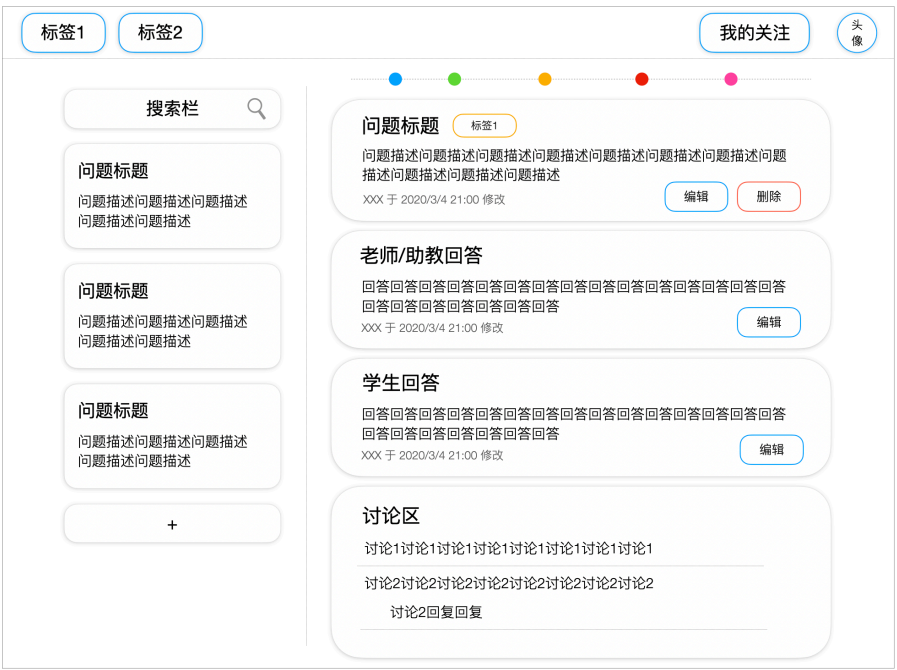 标签1
标签2
我的关注
头
像
搜索栏
问题标题
问题描述问题描述问题描述
问题描述问题描述
问题标题
问题描述问题描述问题描述
问题描述问题描述
问题标题
问题描述问题描述问题描述
问题描述问题描述
+
问题标题
标签1
问题描述问题描述问题描述问题描述问题描述问题描述问题描述问题
描述问题描述问题描述问题描述
XXX 于 2020/3/4 21:00 修改
编辑
删除
老师/助教回答
回答回答回答回答回答回答回答回答回答回答回答回答回答回答回答
回答回答回答回答回答回答回答
XXX 于 2020/3/4 21:00 修改
编辑
学生回答
回答回答回答回答回答回答回答回答回答回答回答回答回答回答回答
回答回答回答回答回答回答回答
XXX 于 2020/3/4 21:00 修改
编辑
讨论区
讨论1讨论1讨论1讨论1讨论1讨论1讨论1讨论1
讨论2讨论2讨论2讨论2讨论2讨论2讨论2讨论2
讨论2回复回复